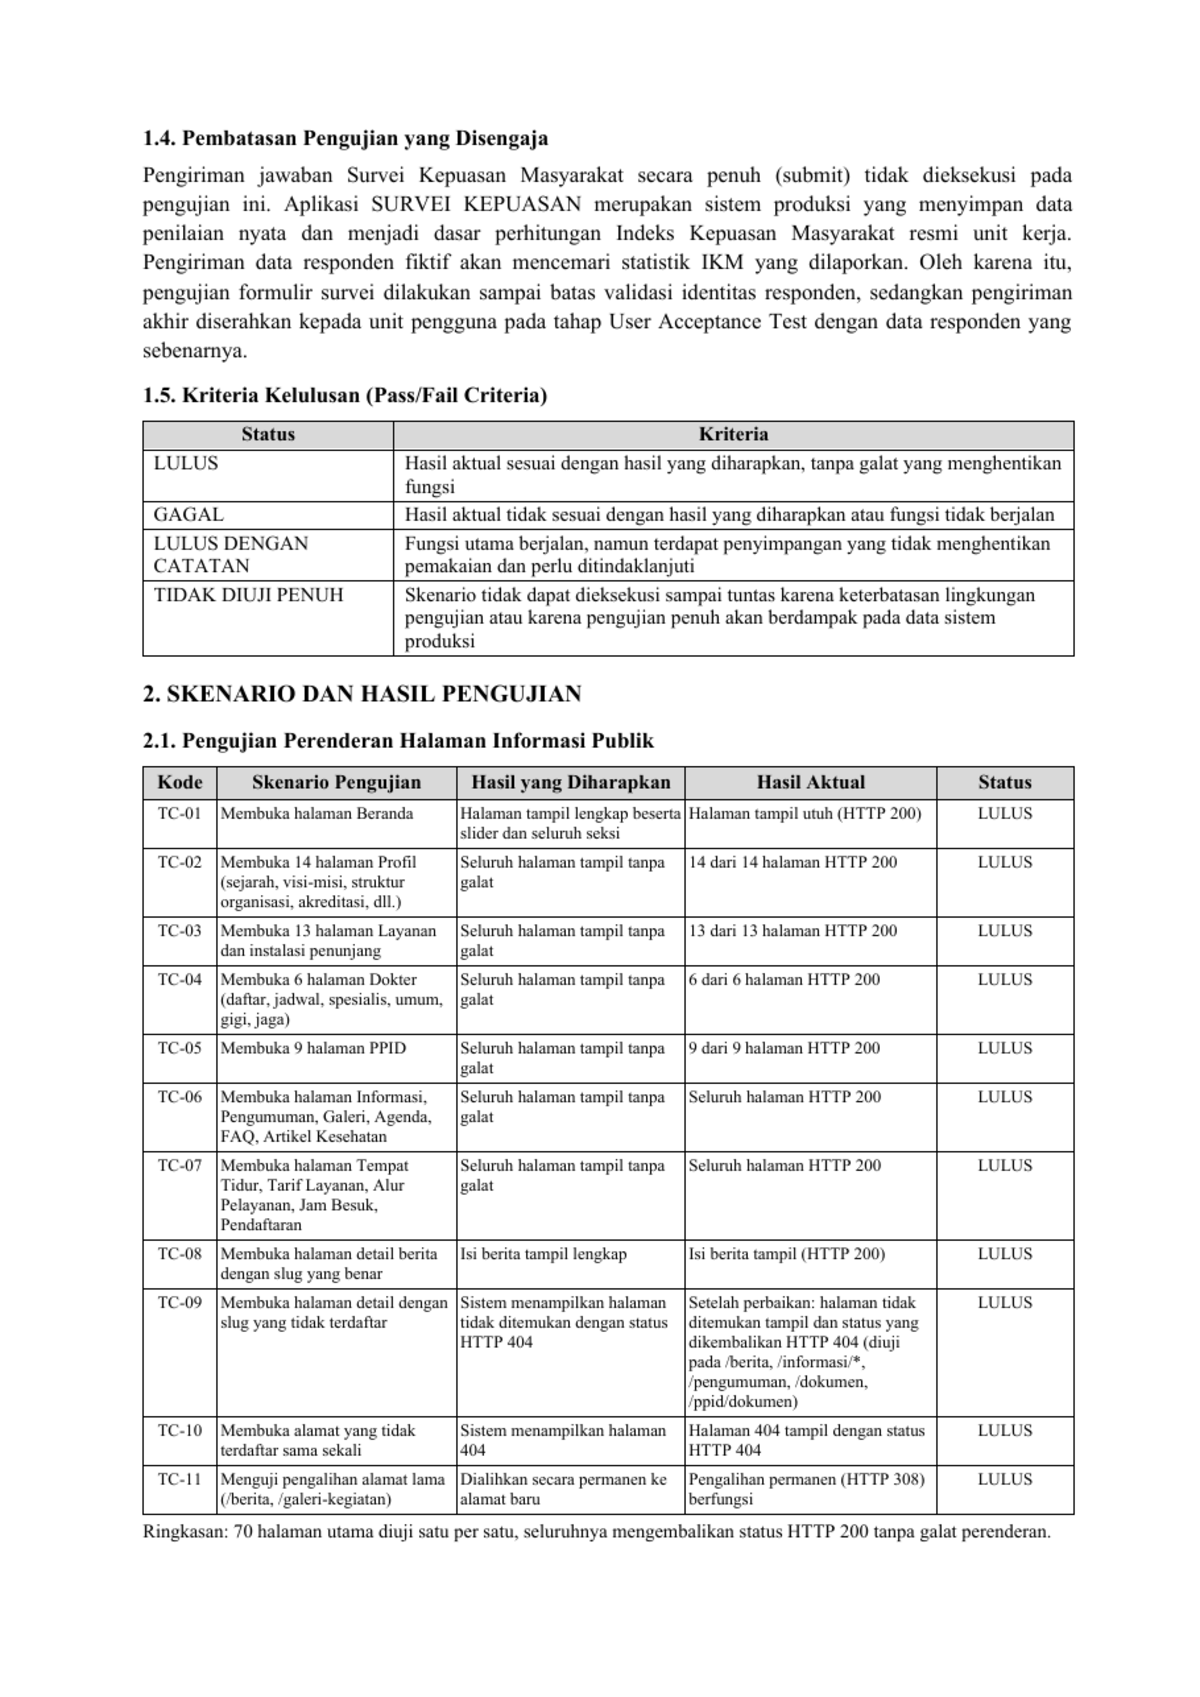 1.4. Pembatasan Pengujian yang Disengaja
Pengiriman jawaban Survei Kepuasan Masyarakat secara penuh (submit) tidak dieksekusi pada
pengujian ini. Aplikasi SURVEI KEPUASAN merupakan sistem produksi yang menyimpan data
penilaian nyata dan menjadi dasar perhitungan Indeks Kepuasan Masyarakat resmi unit kerja.
Pengiriman data responden fiktif akan mencemari statistik IKM yang dilaporkan. Oleh karena itu,
pengujian formulir survei dilakukan sampai batas validasi identitas responden, sedangkan pengiriman
akhir diserahkan kepada unit pengguna pada tahap User Acceptance Test dengan data responden yang
sebenarnya.
1.5. Kriteria Kelulusan (Pass/Fail Criteria)
Status Kriteria
LULUS Hasil aktual sesuai dengan hasil yang diharapkan, tanpa galat yang menghentikan
fungsi
GAGAL Hasil aktual tidak sesuai dengan hasil yang diharapkan atau fungsi tidak berjalan
LULUS DENGAN Fungsi utama berjalan, namun terdapat penyimpangan yang tidak menghentikan
CATATAN pemakaian dan perlu ditindaklanjuti
TIDAK DIUJI PENUH Skenario tidak dapat dieksekusi sampai tuntas karena keterbatasan lingkungan
pengujian atau karena pengujian penuh akan berdampak pada data sistem
produksi
2. SKENARIO DAN HASIL PENGUJIAN
2.1. Pengujian Perenderan Halaman Informasi Publik
Kode Skenario Pengujian Hasil yang Diharapkan Hasil Aktual Status
TC-01 Membuka halaman Beranda Halaman tampil lengkap beserta Halaman tampil utuh (HTTP 200) LULUS
slider dan seluruh seksi
TC-02 Membuka 14 halaman Profil Seluruh halaman tampil tanpa 14 dari 14 halaman HTTP 200 LULUS
(sejarah, visi-misi, struktur galat
organisasi, akreditasi, dll.)
TC-03 Membuka 13 halaman Layanan Seluruh halaman tampil tanpa 13 dari 13 halaman HTTP 200 LULUS
dan instalasi penunjang galat
TC-04 Membuka 6 halaman Dokter Seluruh halaman tampil tanpa 6 dari 6 halaman HTTP 200 LULUS
(daftar, jadwal, spesialis, umum, galat
gigi, jaga)
TC-05 Membuka 9 halaman PPID Seluruh halaman tampil tanpa 9 dari 9 halaman HTTP 200 LULUS
galat
TC-06 Membuka halaman Informasi, Seluruh halaman tampil tanpa Seluruh halaman HTTP 200 LULUS
Pengumuman, Galeri, Agenda, galat
FAQ, Artikel Kesehatan
TC-07 Membuka halaman Tempat Seluruh halaman tampil tanpa Seluruh halaman HTTP 200 LULUS
Tidur, Tarif Layanan, Alur galat
Pelayanan, Jam Besuk,
Pendaftaran
TC-08 Membuka halaman detail berita Isi berita tampil lengkap Isi berita tampil (HTTP 200) LULUS
dengan slug yang benar
TC-09 Membuka halaman detail dengan Sistem menampilkan halaman Setelah perbaikan: halaman tidak LULUS
slug yang tidak terdaftar tidak ditemukan dengan status ditemukan tampil dan status yang
HTTP 404 dikembalikan HTTP 404 (diuji
pada /berita, /informasi/*,
/pengumuman, /dokumen,
/ppid/dokumen)
TC-10 Membuka alamat yang tidak Sistem menampilkan halaman Halaman 404 tampil dengan status LULUS
terdaftar sama sekali 404 HTTP 404
TC-11 Menguji pengalihan alamat lama Dialihkan secara permanen ke Pengalihan permanen (HTTP 308) LULUS
(/berita, /galeri-kegiatan) alamat baru berfungsi
Ringkasan: 70 halaman utama diuji satu per satu, seluruhnya mengembalikan status HTTP 200 tanpa galat perenderan.